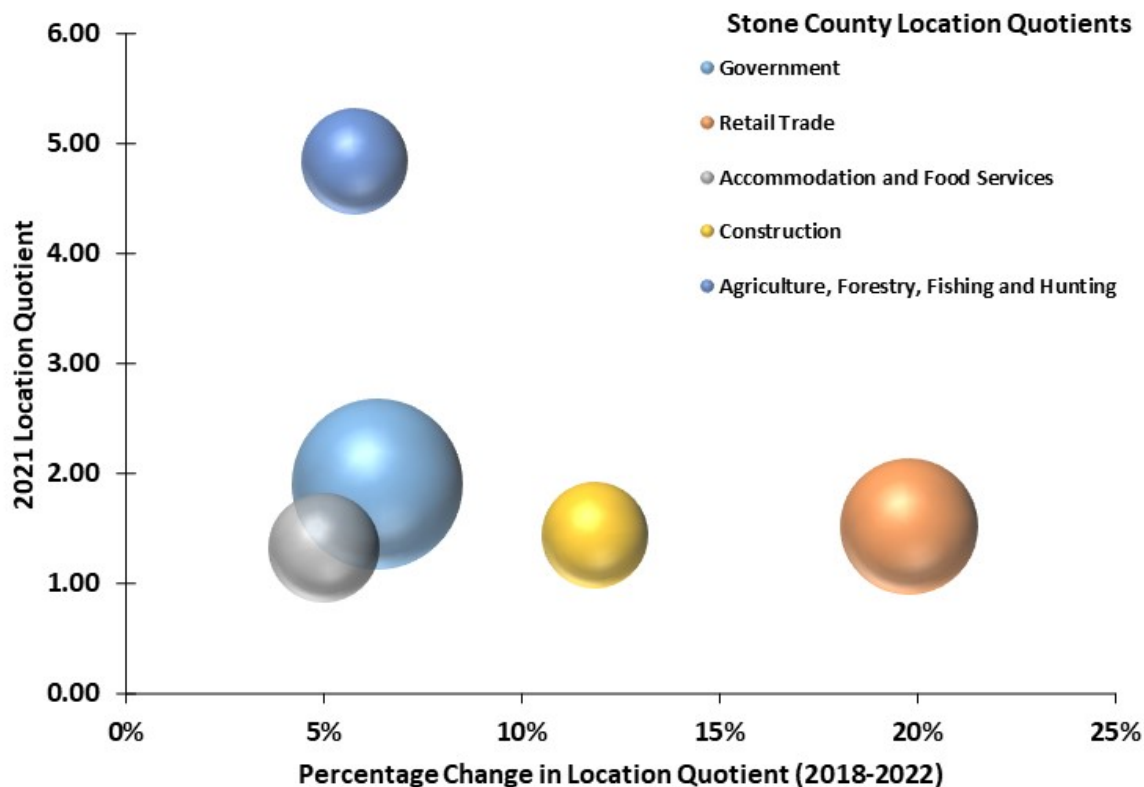 Stone County Location Quotients
Government
Retail Trade
Accommodation and Food Services
Construction
Agriculture, Forestry, Fishing and Hunting
2021 Location Quotient
6.00
5.00
4.00
3.00
2.00
1.00
0.00
0%
5%
10%
15%
20%
25%
Percentage Change in Location Quotient (2018-2022)